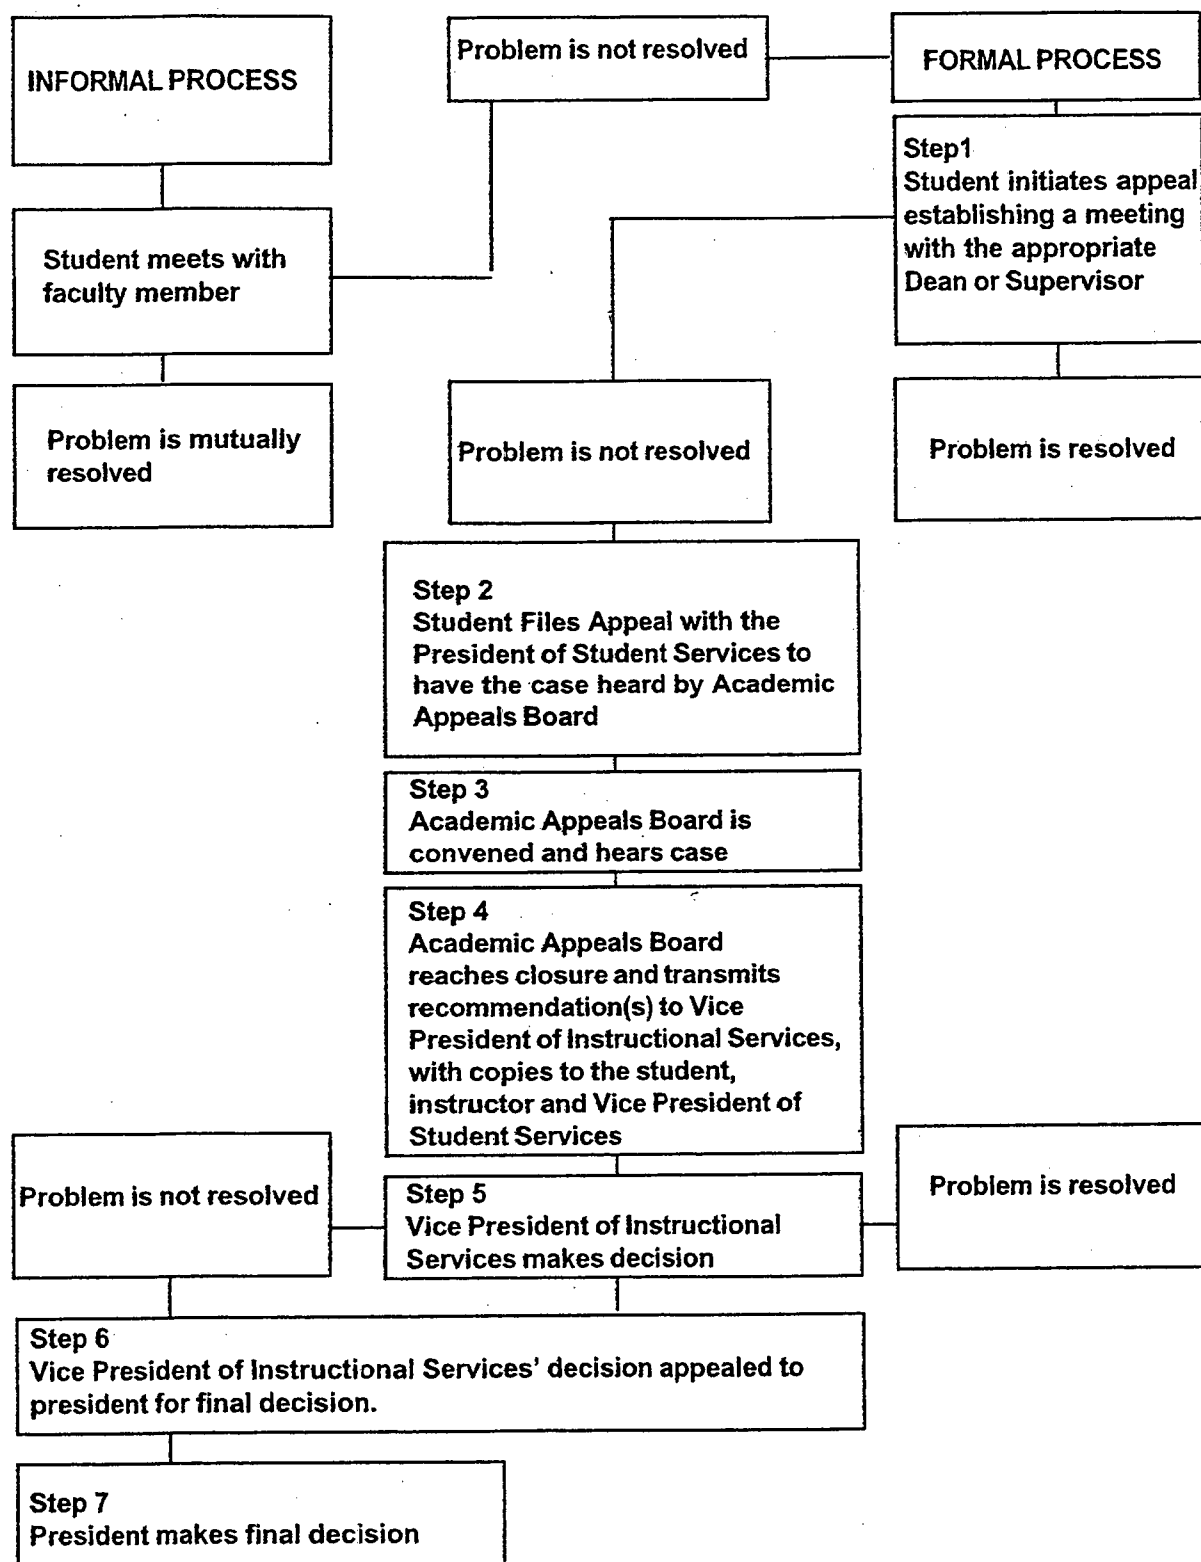 INFORMAL PROCESS
Problem is not resolved
FORMAL PROCESS
Step1
Student initiates appeal
establishing a meeting
with the appropriate
Dean or Supervisor
Student meets with
faculty member
Problem is mutually
resolved
Problem is not resolved
Problem is resolved
Step 2
Student Files Appeal with the
President of Student Services to
have the case heard by Academic
Appeals Board
Step 3
Academic Appeals Board is
convened and hears case
Step 4
Academic Appeals Board
reaches closure and transmits
recommendation(s) to Vice
President of Instructional Services,
with copies to the student,
instructor and Vice President of
Student Services
Problem is not resolved
Step 5
Vice President of Instructional
Services makes decision
Problem is resolved
Step 6
Vice President of Instructional Services' decision appealed to
president for final decision.
Step 7
President makes final decision